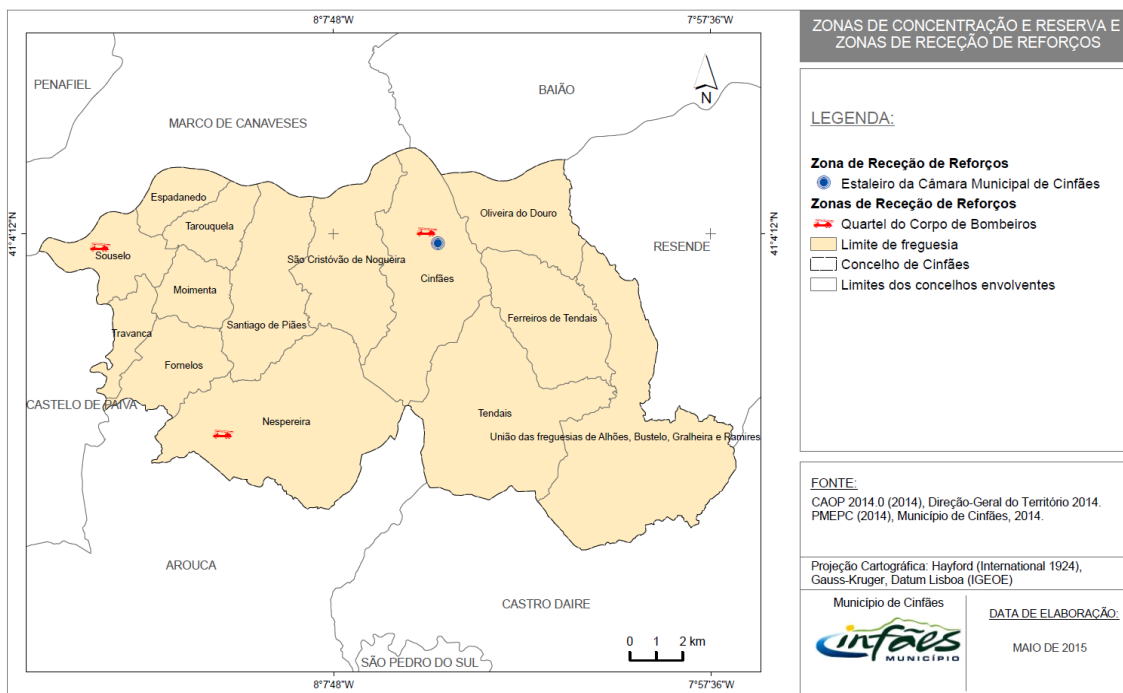 8°7'48"W
7°57'36"W
PENAFIEL
BAIÃO
N
MARCO DE CANAVESES
Espadanedo
Tarouquela
Oliveira do Douro
41°4'12"N
41°4'12"N
RESENDE
Souselo
São Cristóvão de Nogueira
Cinfães
Moimenta
Ferreiros de Tendais
Santiago de Piães
Travanca
Fornelos
CASTELO DE PAIVA
Nespereira
Tendais
União das freguesias de Alhões, Bustelo, Gralheira e Ramires
AROUCA
CASTRO DAIRE
SÃO PEDRO DO SUL
0 1 2 km
8°7'48"W
7°57'36"W
ZONAS DE CONCENTRAÇÃO E RESERVA E
ZONAS DE RECEÇÃO DE REFORÇOS
LEGENDA:
Zona de Receção de Reforços
Estaleiro da Câmara Municipal de Cinfães
Zonas de Receção de Reforços
Quartel do Corpo de Bombeiros
Limite de freguesia
Concelho de Cinfães
Limites dos concelhos envolventes
FONTE:
CAOP 2014.0 (2014), Direção-Geral do Território 2014.
PMEPC (2014), Município de Cinfães, 2014.
Projeção Cartográfica: Hayford (International 1924),
Gauss-Kruger, Datum Lisboa (IGEOE)
Município de Cinfães
Cinfães
MUNICÍPIO
DATA DE ELABORAÇÃO:
MAIO DE 2015